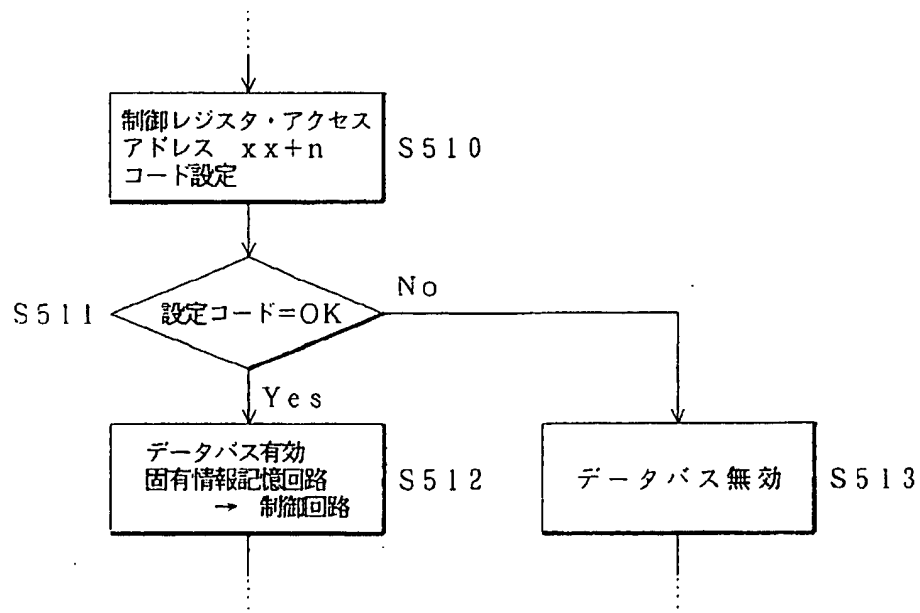 制御レジスタ・アクセス
アドレス xx+n
コード設定
S510
S511
設定コード=OK
No
Yes
データバス有効
固有情報記憶回路
→ 制御回路
S512
データバス無効
S513